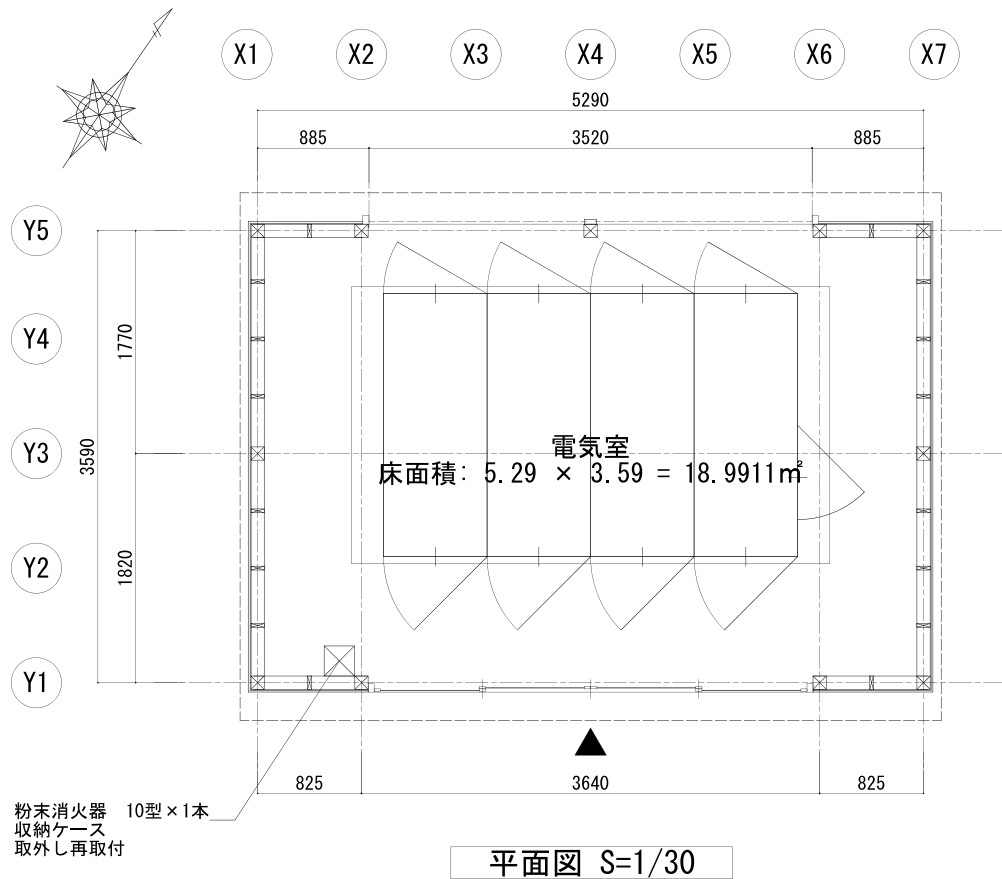 X1 X2 X3 X4 X5 X6 X7
5290
885 3520 885
Y5
Y4
Y3
Y2
Y1
1770
3590
1820
電気室
床面積: 5.29 × 3.59 = 18.9911㎡
825 3640 825
粉末消火器 10型×1本
収納ケース
取外し再取付
平面図 S=1/30